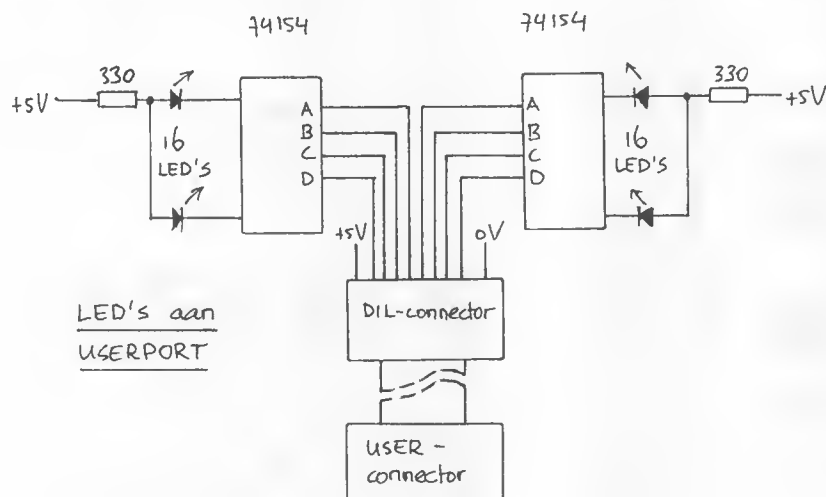 74154
74154
330
+5V
16
LED'S
A
B
C
D
A
B
C
D
330
+5V
16
LED'S
+5V
0V
LED's aan
USERPORT
DIL-connector
USER -
connector